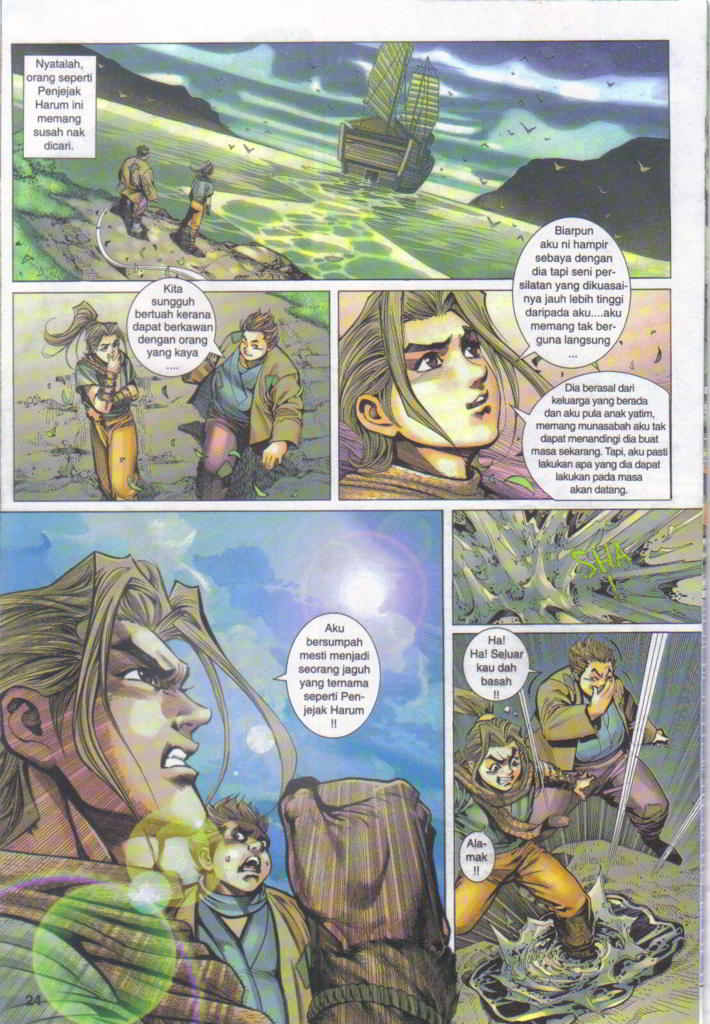 Nyatalah,
orang seperti
Penjejak
Harum ini
memang
susah nak
dicari.
Kita
sungguh
bertuah kerana
dapat berkawan
dengan orang
yang kaya
....
Biarpun
aku ni hampir
sebaya dengan
dia tapi seni per-
silatan yang dikuasai-
nya jauh lebih tinggi
daripada aku....aku
memang tak ber-
guna langsung
...
Dia berasal dari
keluarga yang berada
dan aku pula anak yatim,
memang munasabah aku tak
dapat menandingi dia buat
masa sekarang. Tapi, aku pasti
lakukan apa yang dia dapat
lakukan pada masa
akan datang.
Aku
bersumpah
mesti menjadi
seorang jaguh
yang ternama
seperti Pen-
jejak Harum
!!
SHA
!
Ha!
Ha! Seluar
kau dah
basah
!!
Ala-
mak
!!
24